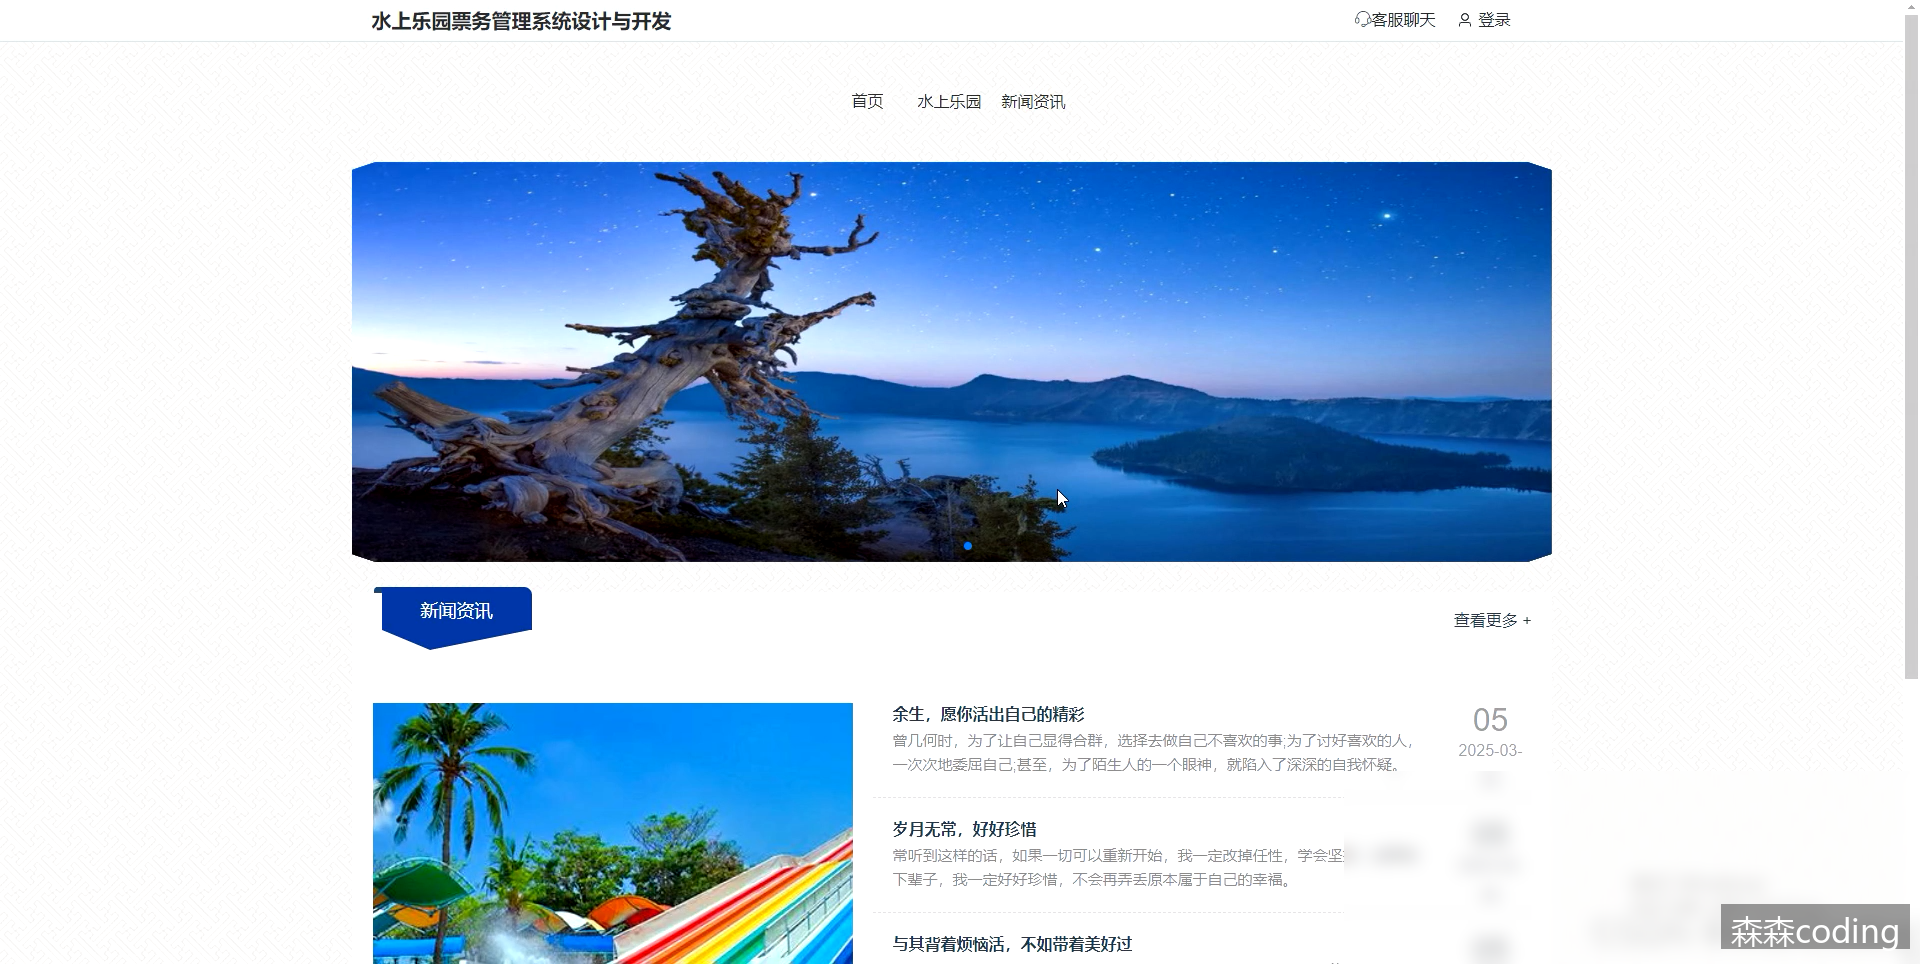 水上乐园票务管理系统设计与开发
客服聊天
登录
首页
水上乐园
新闻资讯
新闻资讯
查看更多 +
余生，愿你活出自己的精彩
曾几何时，为了让自己显得合群，选择去做自己不喜欢的事;为了讨好喜欢的人，
一次次地委屈自己;甚至，为了陌生人的一个眼神，就陷入了深深的自我怀疑。
05
2025-03-
岁月无常，好好珍惜
常听到这样的话，如果一切可以重新开始，我一定改掉任性，学会坚
下辈子，我一定好好珍惜，不会再弄丢原本属于自己的幸福。
与其背着烦恼活，不如带着美好过
森森coding